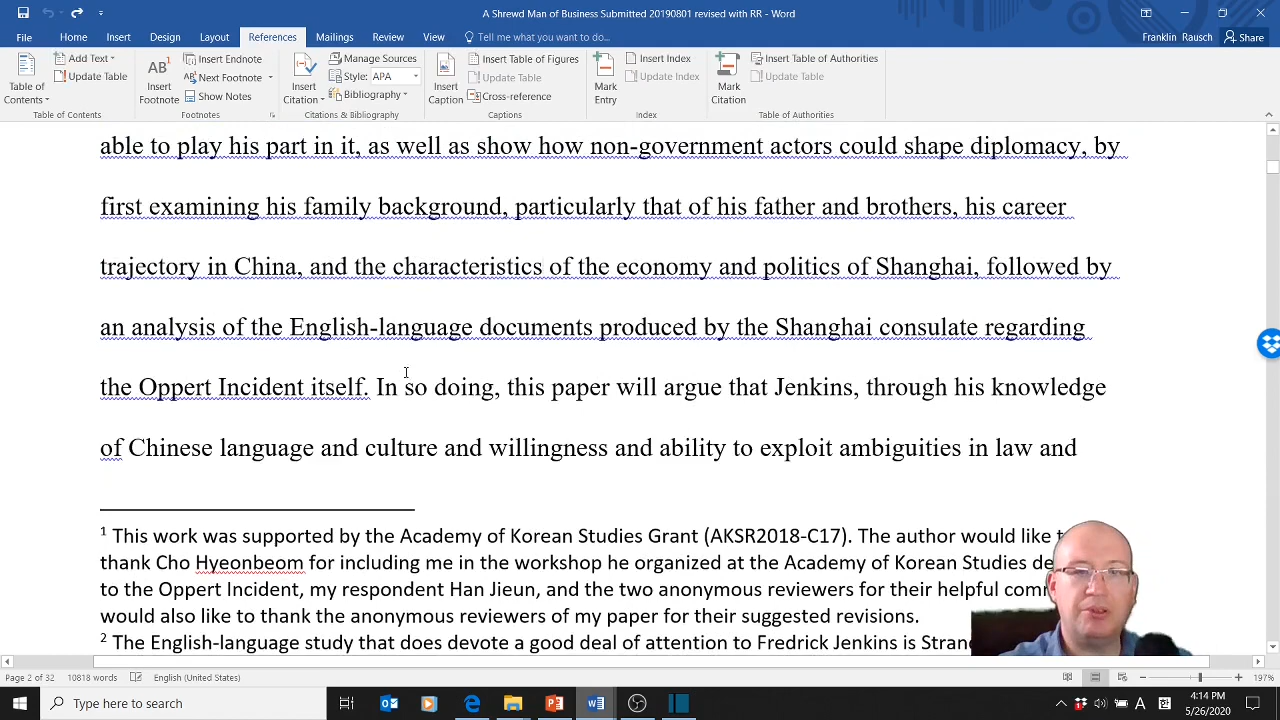 A Shrewd Man of Business Submitted 20190801 revised with RR - Word
File Home Insert Design Layout References Mailings Review View Tell me what you want to do... Franklin Rausch Share
Table of Contents
Add Text
Update Table
Table of Contents
AB1
Insert Footnote
Insert Endnote
Next Footnote
Show Notes
Footnotes
Insert Citation
Manage Sources
Style: APA
Bibliography
Citations & Bibliography
Insert Caption
Insert Table of Figures
Update Table
Cross-reference
Captions
Mark Entry
Insert Index
Update Index
Index
Mark Citation
Insert Table of Authorities
Update Table
Table of Authorities
able to play his part in it, as well as show how non-government actors could shape diplomacy, by
first examining his family background, particularly that of his father and brothers, his career
trajectory in China, and the characteristics of the economy and politics of Shanghai, followed by
an analysis of the English-language documents produced by the Shanghai consulate regarding
the Oppert Incident itself. In so doing, this paper will argue that Jenkins, through his knowledge
of Chinese language and culture and willingness and ability to exploit ambiguities in law and
1 This work was supported by the Academy of Korean Studies Grant (AKSR2018-C17). The author would like
thank Cho Hyeonbeom for including me in the workshop he organized at the Academy of Korean Studies
to the Oppert Incident, my respondent Han Jieun, and the two anonymous reviewers for their helpful
would also like to thank the anonymous reviewers of my paper for their suggested revisions.
2 The English-language study that does devote a good deal of attention to Fredrick Jenkins is
Page 2 of 32 10818 words English (United States) 197%
Type here to search
4:14 PM
5/26/2020